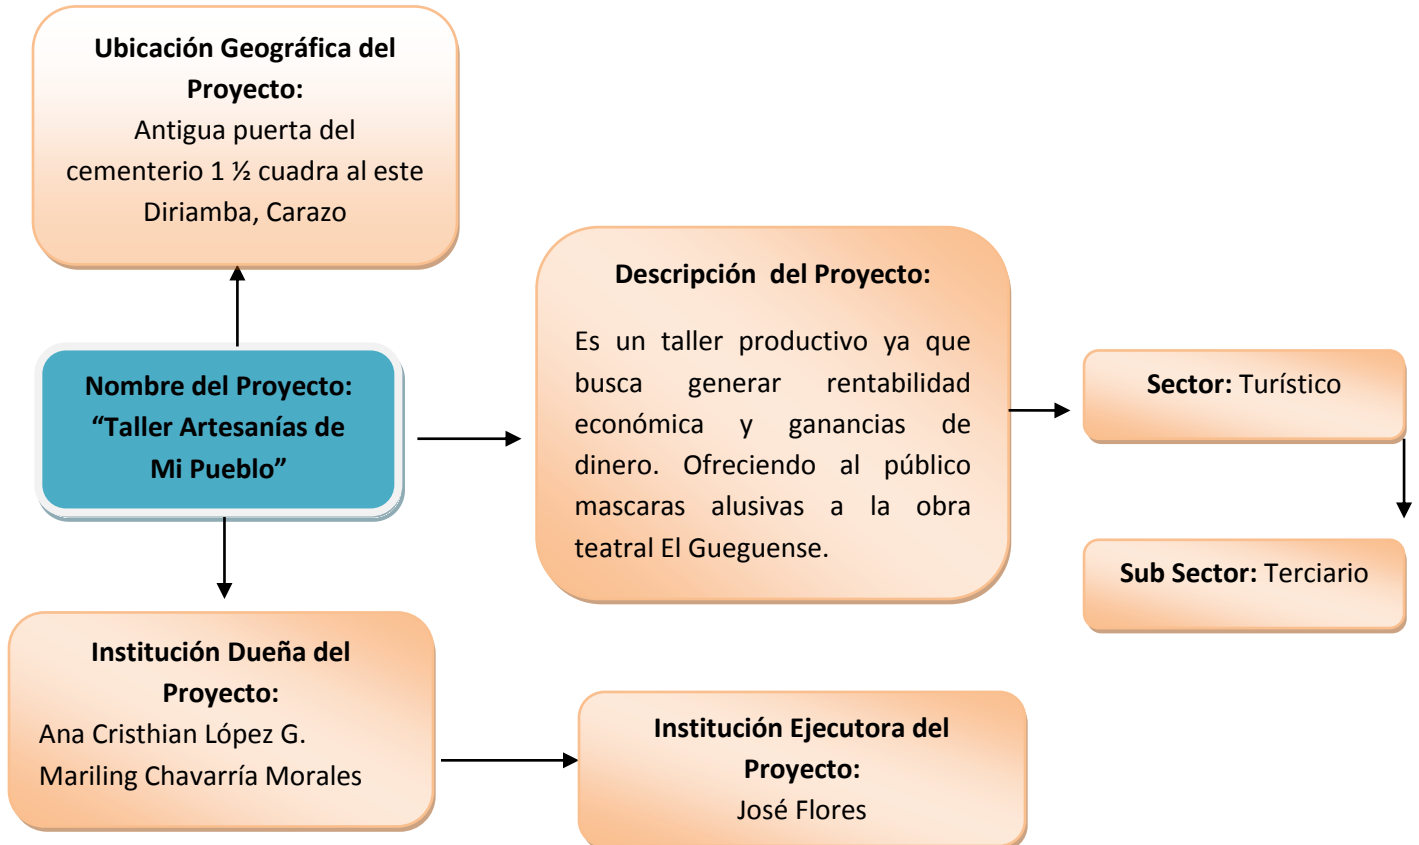 Ubicación Geográfica del
Proyecto:
Antigua puerta del
cementerio 1 ½ cuadra al este
Diriamba, Carazo
Nombre del Proyecto:
“Taller Artesanías de
Mi Pueblo”
Descripción del Proyecto:
Es un taller productivo ya que
busca generar rentabilidad
económica y ganancias de
dinero. Ofreciendo al público
mascaras alusivas a la obra
teatral El Gueguense.
Sector: Turístico
Sub Sector: Terciario
Institución Dueña del
Proyecto:
Ana Cristhian López G.
Mariling Chavarría Morales
Institución Ejecutora del
Proyecto:
José Flores